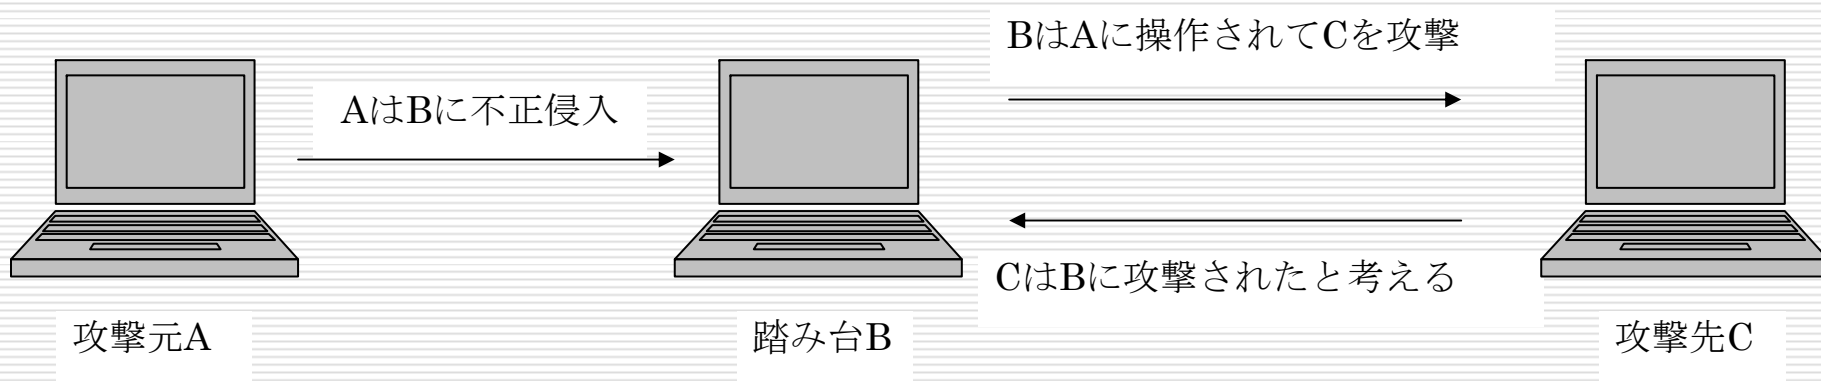 BはAに操作されてCを攻撃
AはBに不正侵入
CはBに攻撃されたと考える
攻撃元A
踏み台B
攻撃先C